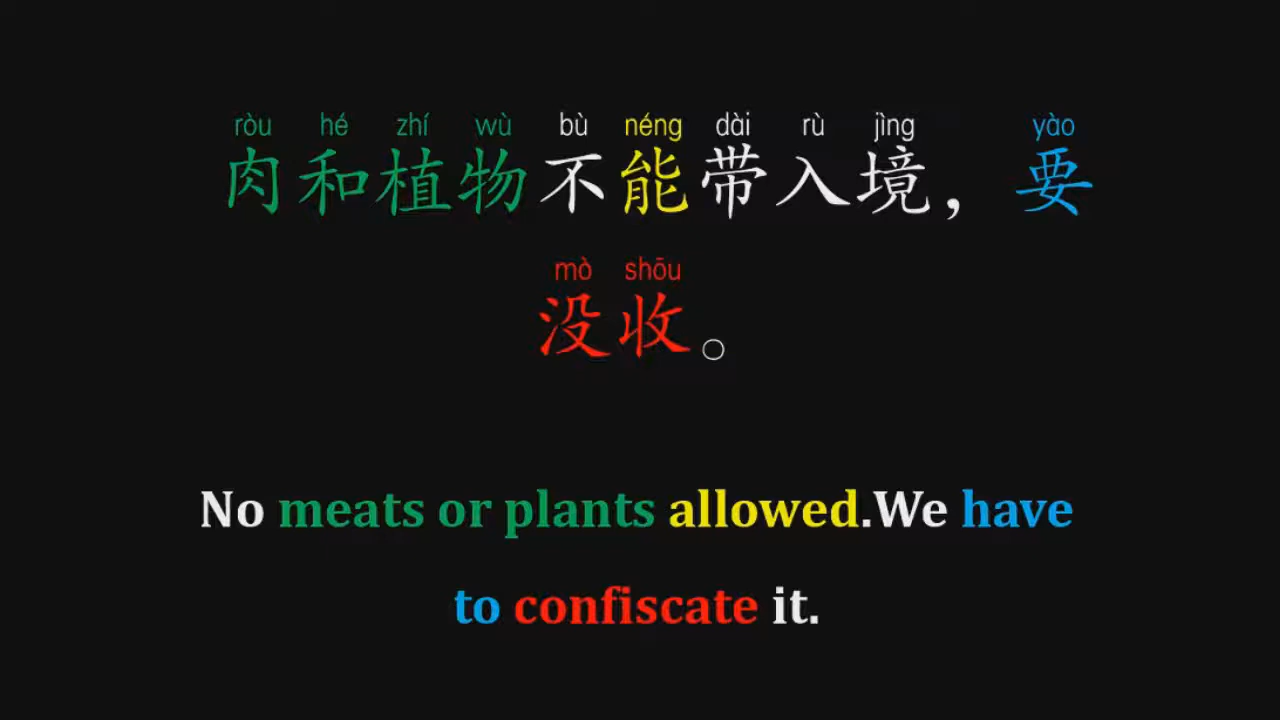 ròu hé zhí wù bù néng dài rù jìng yào
肉和植物不能带入境，要
mò shōu
没收。
No meats or plants allowed.We have
to confiscate it.